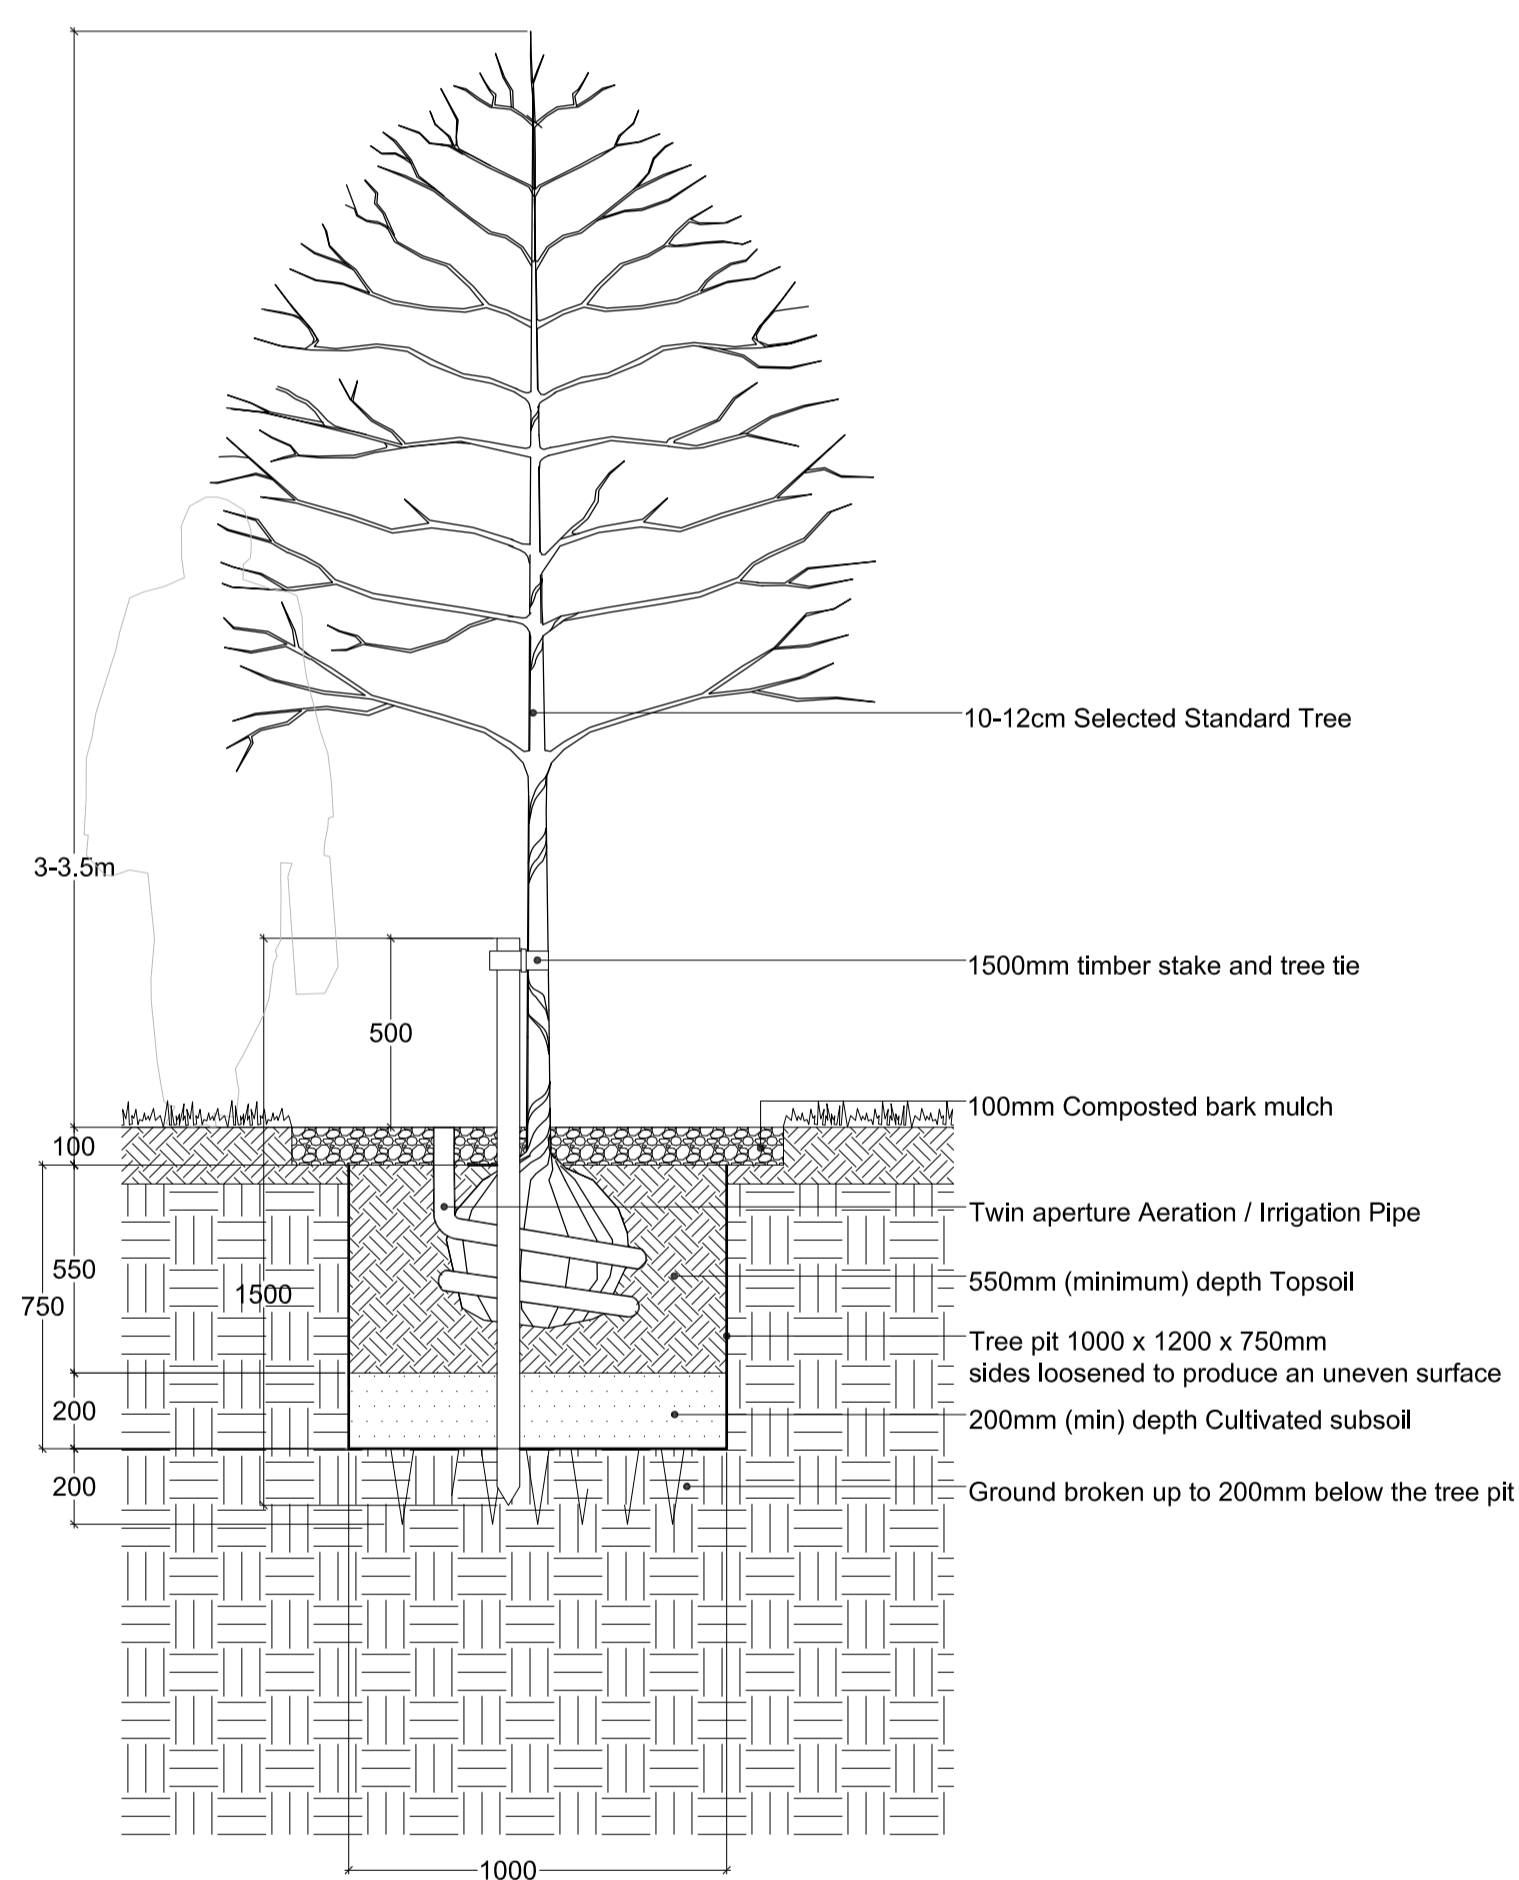 3-3.5m
10-12cm Selected Standard Tree
1500mm timber stake and tree tie
500
100mm Composted bark mulch
100
Twin aperture Aeration / Irrigation Pipe
550
550mm (minimum) depth Topsoil
1500
750
Tree pit 1000 x 1200 x 750mm
sides loosened to produce an uneven surface
200
200mm (min) depth Cultivated subsoil
200
Ground broken up to 200mm below the tree pit
1000